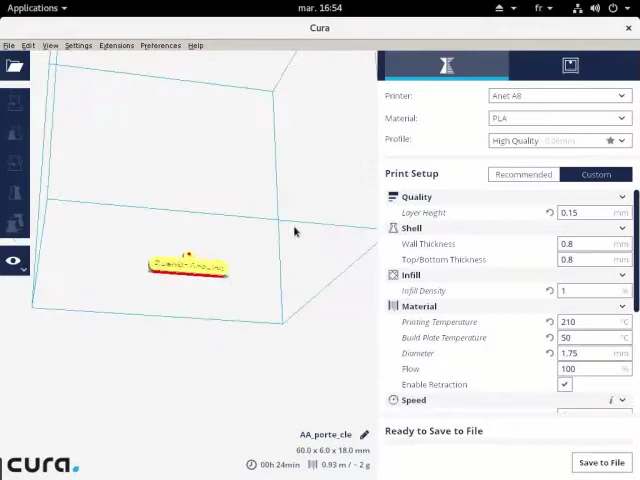 Applications mar. 16:54 fr
Cura
File Edit View Settings Extensions Preferences Help
Printer: Anet A8
Material: PLA
Profile: High Quality - 0.06mm
Print Setup Recommended Custom
Quality
Layer Height 0.15 mm
Shell
Wall Thickness 0.8 mm
Top/Bottom Thickness 0.8 mm
Infill
Infill Density 1 %
Material
Printing Temperature 210 °C
Build Plate Temperature 50 °C
Diameter 1.75 mm
Flow 100 %
Enable Retraction
Speed i
Ready to Save to File
AA_porte_cle
60.0 x 6.0 x 18.0 mm
00h 24min 0.93 m / ~ 2 g
Save to File
cura.